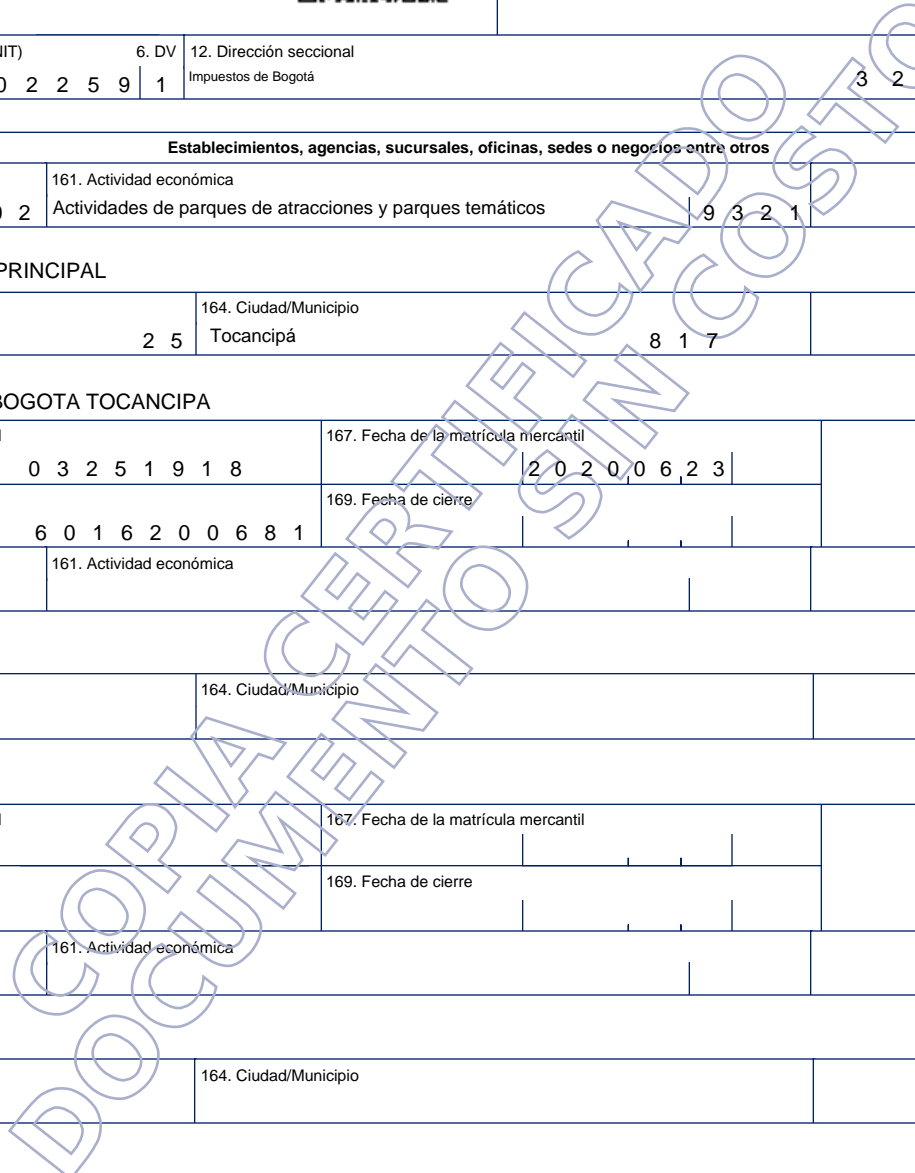 NIT) 6. DV 12. Dirección seccional
0 2 2 5 9 1 Impuestos de Bogotá 3 2
Establecimientos, agencias, sucursales, oficinas, sedes o negocios entre otros
161. Actividad económica
0 2 Actividades de parques de atracciones y parques temáticos 9 3 2 1
PRINCIPAL
164. Ciudad/Municipio
2 5 Tocancipá 8 1 7
BOGOTA TOCANCIPA
167. Fecha de la matrícula mercantil
0 3 2 5 1 9 1 8 2 0 2 0 0 6 2 3
169. Fecha de cierre
6 0 1 6 2 0 0 6 8 1
161. Actividad económica
164. Ciudad/Municipio
167. Fecha de la matrícula mercantil
169. Fecha de cierre
161. Actividad económica
164. Ciudad/Municipio
COPIA CERTIFICADO
DOCUMENTO SIN COSTO